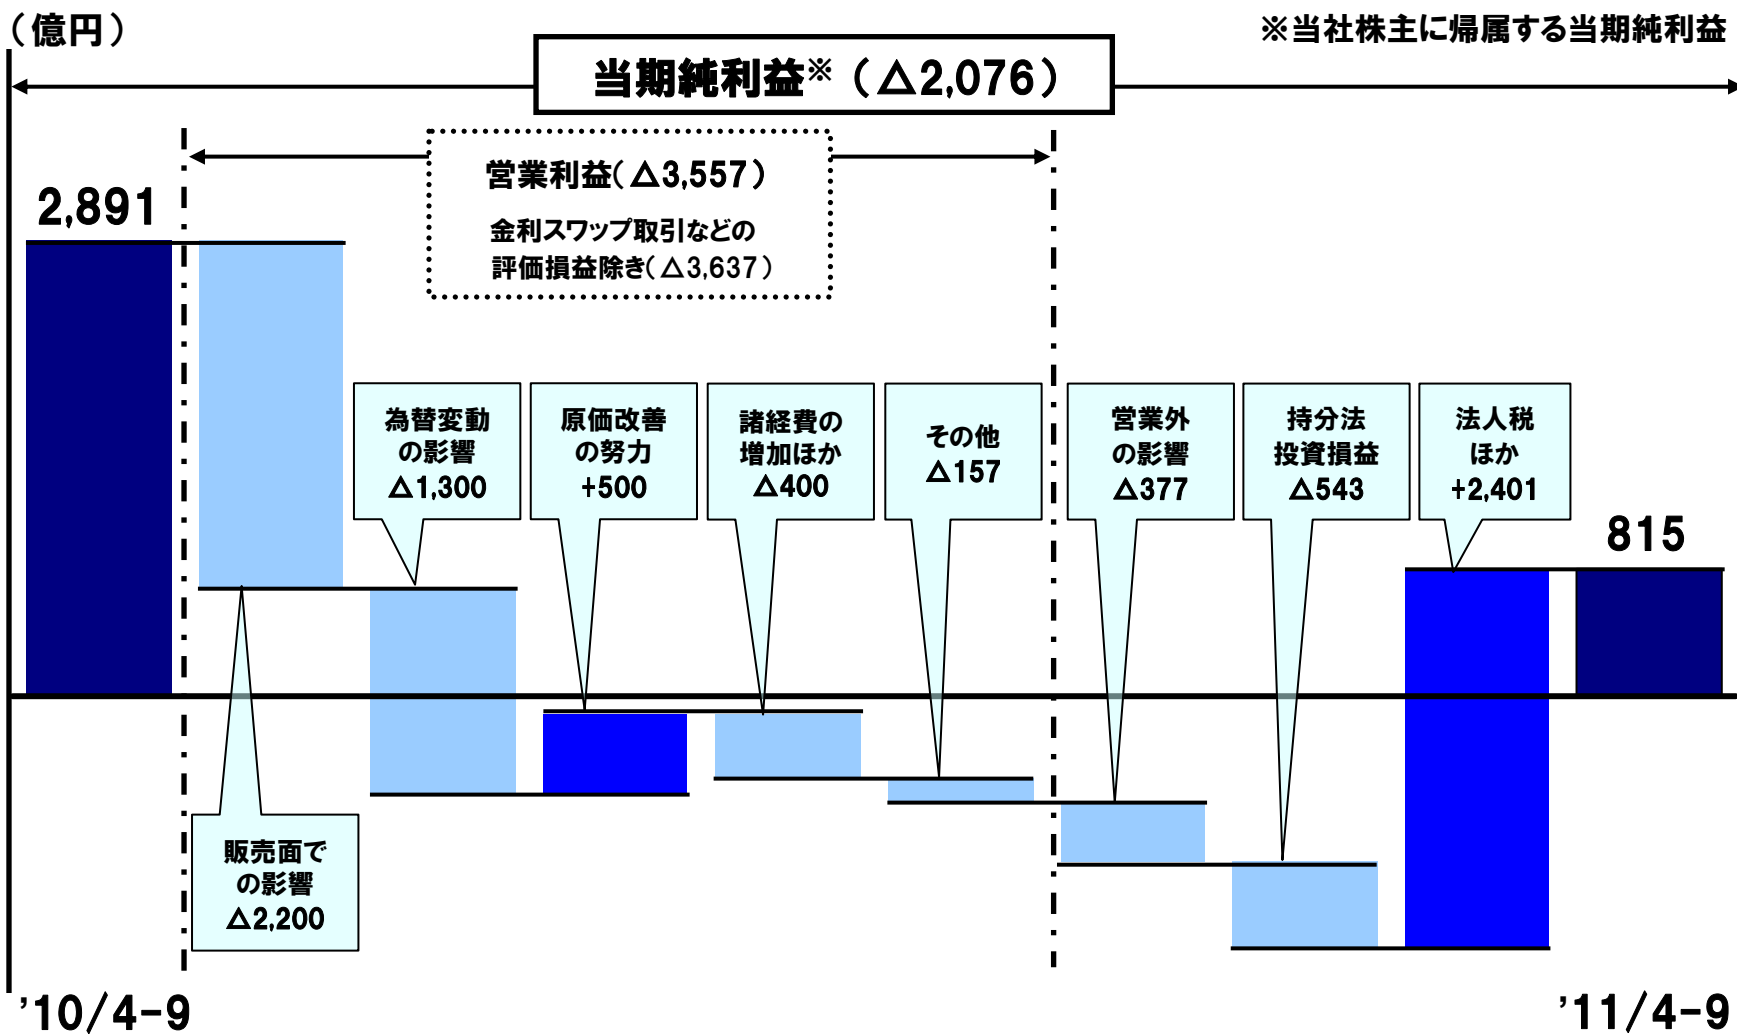 （億円）
※当社株主に帰属する当期純利益
当期純利益※（△2,076）
営業利益（△3,557）
金利スワップ取引などの
評価損益除き（△3,637）
2,891
為替変動
の影響
△1,300
原価改善
の努力
+500
諸経費の
増加ほか
△400
その他
△157
営業外
の影響
△377
持分法
投資損益
△543
法人税
ほか
+2,401
815
販売面で
の影響
△2,200
’10/4-9
’11/4-9